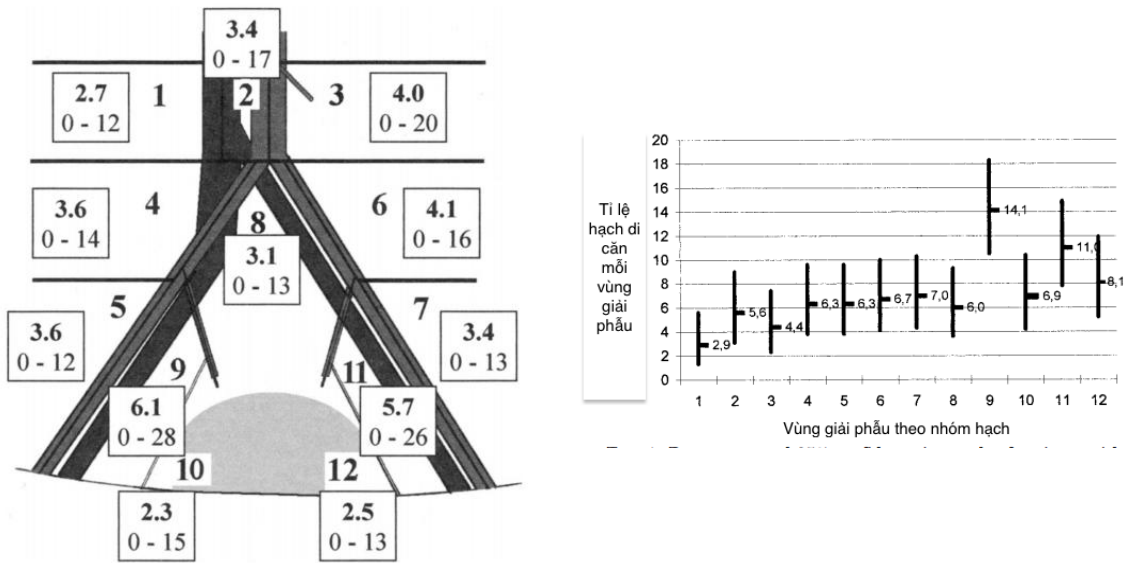 3.4
0 - 17
2.7
0 - 12
1
2
3
4.0
0 - 20
3.6
0 - 14
4
8
6
4.1
0 - 16
3.1
0 - 13
5
7
3.6
0 - 12
3.4
0 - 13
9
11
6.1
0 - 28
5.7
0 - 26
10
12
2.3
0 - 15
2.5
0 - 13
Tỉ lệ
hạch di
căn
mỗi
vùng
giải
phẫu
20
18
16
14
12
10
8
6
4
2
0
2,9
5,6
4,4
6,3
6,3
6,7
7,0
6,0
14,1
6,9
11,0
8,1
1 2 3 4 5 6 7 8 9 10 11 12
Vùng giải phẫu theo nhóm hạch